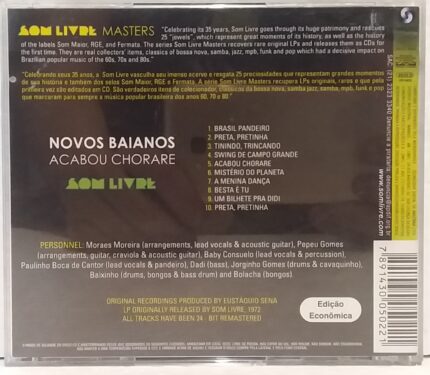 SOM LIVRE MASTERS
"Celebrating its 35 years, Som Livre goes through its huge patrimony and rescues
25 "jewels", which represent great moments of its history, as well as the history
of the labels Som Maior, RGE and Fermata. The series Som Livre Masters recovers rare original LPs and releases them as CDs for
the first time. They are real collectors' items, classics of bossa nova, samba, jazz, mpb, funk and pop which had a decisive impact on
Brazilian popular music of the 60s, 70s and 80s."
"Celebrando seus 35 anos, a Som Livre vasculha seu imenso acervo e resgata 25 preciosidades que representam grandes momentos
de sua história e também dos selos Som Maior, RGE e Fermata. A série Som Livre Masters recupera LPs originais, raros e que pela
primeira vez são editados em CD. São verdadeiros itens de colecionador, clássicos da bossa nova, samba jazz, samba, mpb, funk e pop
que marcaram para sempre a música popular brasileira dos anos 60, 70 e 80."
NOVOS BAIANOS
ACABOU CHORARE
SOM LIVRE
1 BRASIL PANDEIRO
2 PRETA, PRETINHA
3 TININDO, TRINCANDO
4 SWING DE CAMPO GRANDE
5 ACABOU CHORARE
6 MISTÉRIO DO PLANETA
7 A MENINA DANÇA
8 BESTA É TU
9 UM BILHETE PRA DIDI
10 PRETA, PRETINHA
PERSONNEL: Moraes Moreira (arrangements, lead vocals & acoustic guitar), Pepeu Gomes
(arrangements, guitar, craviola & acoustic guitar), Baby Consuelo (lead vocals & percussion),
Paulinho Boca de Cantor (lead vocals & pandeiro), Dadi (bass), Jorginho Gomes (drums & cavaquinho),
Baixinho (drums, bongos & bass drum) and Bolacha (bongos).
ORIGINAL RECORDINGS PRODUCED BY EUSTÁQUIO SENA
LP ORIGINALLY RELEASED BY SOM LIVRE, 1972
ALL TRACKS HAVE BEEN 24 - BIT REMASTERED
Edição
Econômica
www.somlivre.com
7 891430 050221